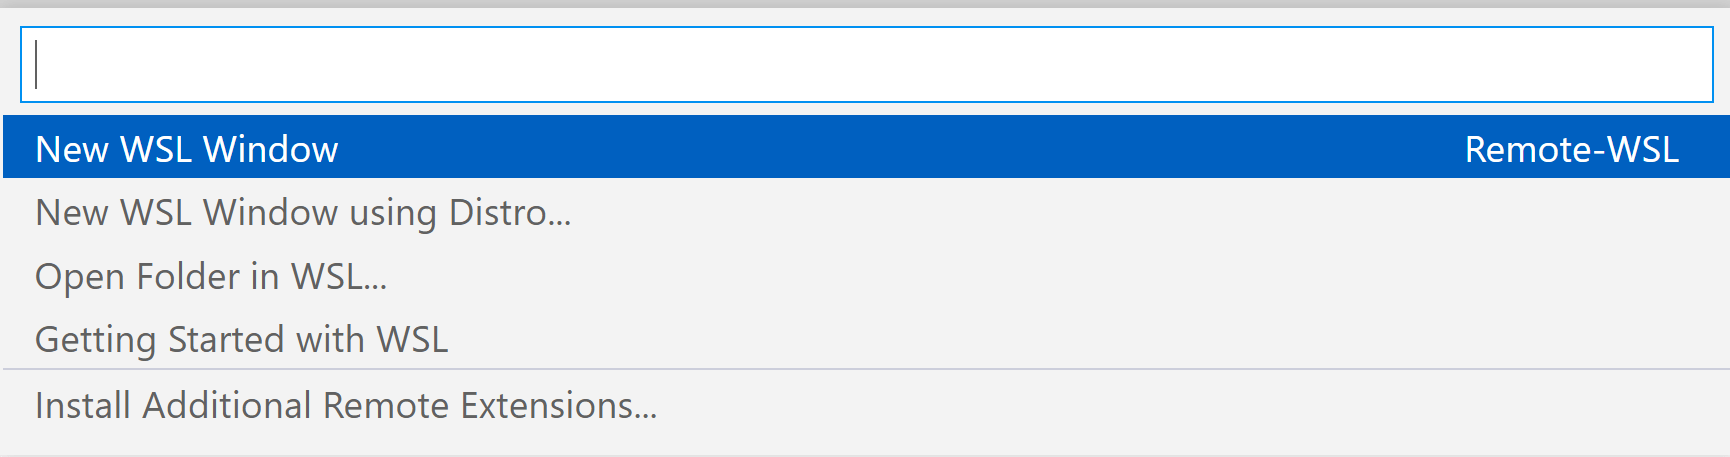 New WSL Window Remote-WSL
New WSL Window using Distro...
Open Folder in WSL...
Getting Started with WSL
Install Additional Remote Extensions...